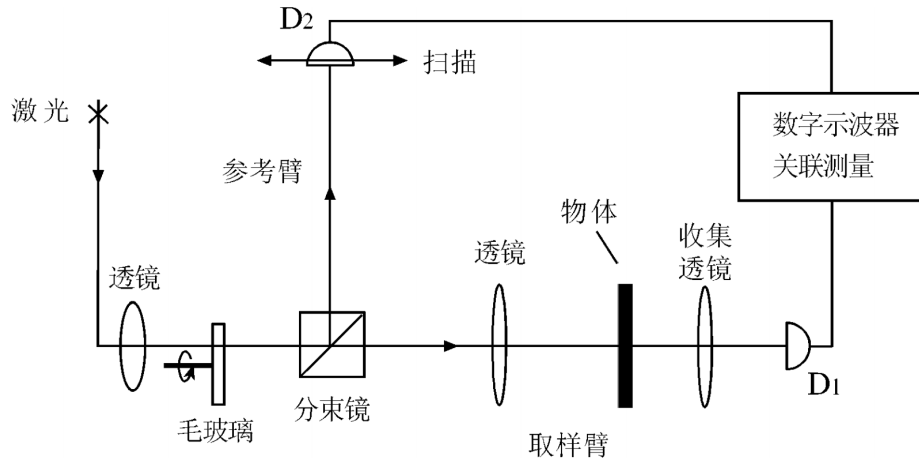 D2
扫描
激光
数字示波器
关联测量
参考臂
物体
收集
透镜
透镜
透镜
D1
分束镜
毛玻璃
取样臂